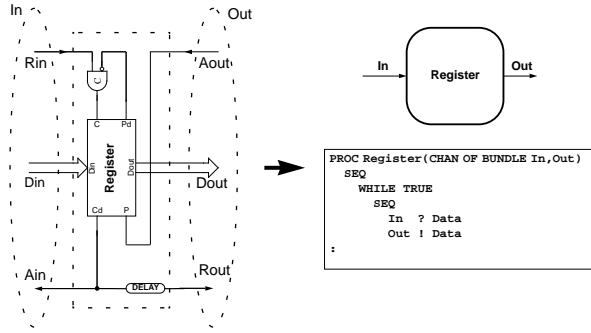 In
Out
Rin
Aout
C
C
Pd
Din
Register
Dout
Din
Dout
Cd
P
Ain
Rout
DELAY
In
Register
Out
PROC Register(CHAN OF BUNDLE In,Out)
SEQ
WHILE TRUE
SEQ
In ? Data
Out ! Data
: